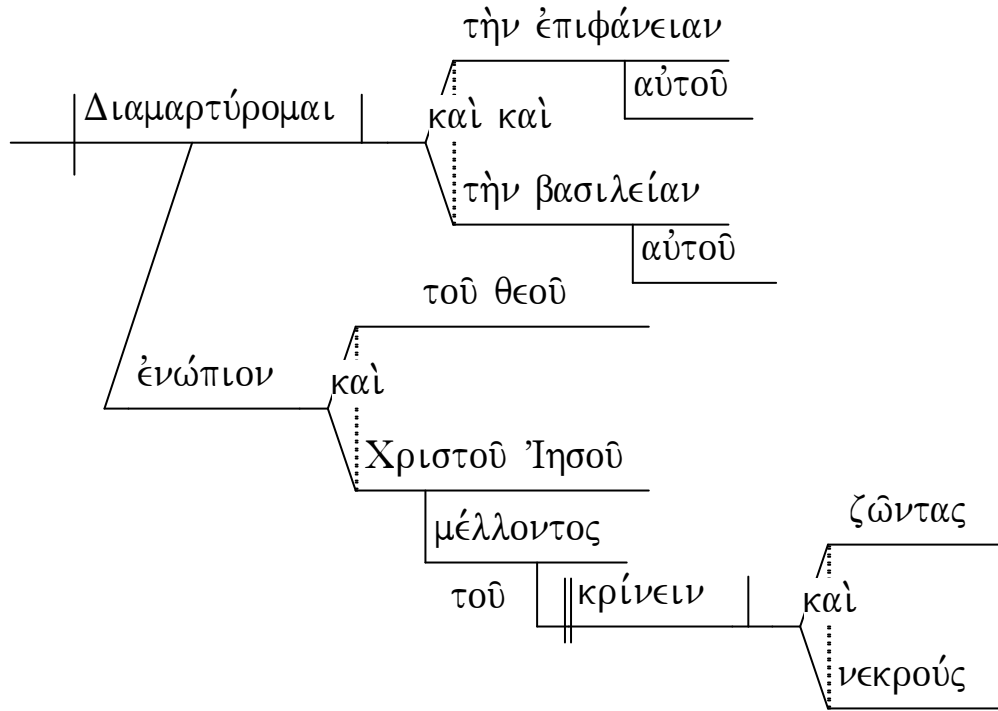 τὴν ἐπιφάνειαν
αὐτοῦ
Διαμαρτύρομαι
καὶ καὶ
τὴν βασιλείαν
αὐτοῦ
τοῦ θεοῦ
ἐνώπιον
καὶ
Χριστοῦ Ἰησοῦ
μέλλοντος
ζῶντας
τοῦ
κρίνειν
καὶ
νεκρούς